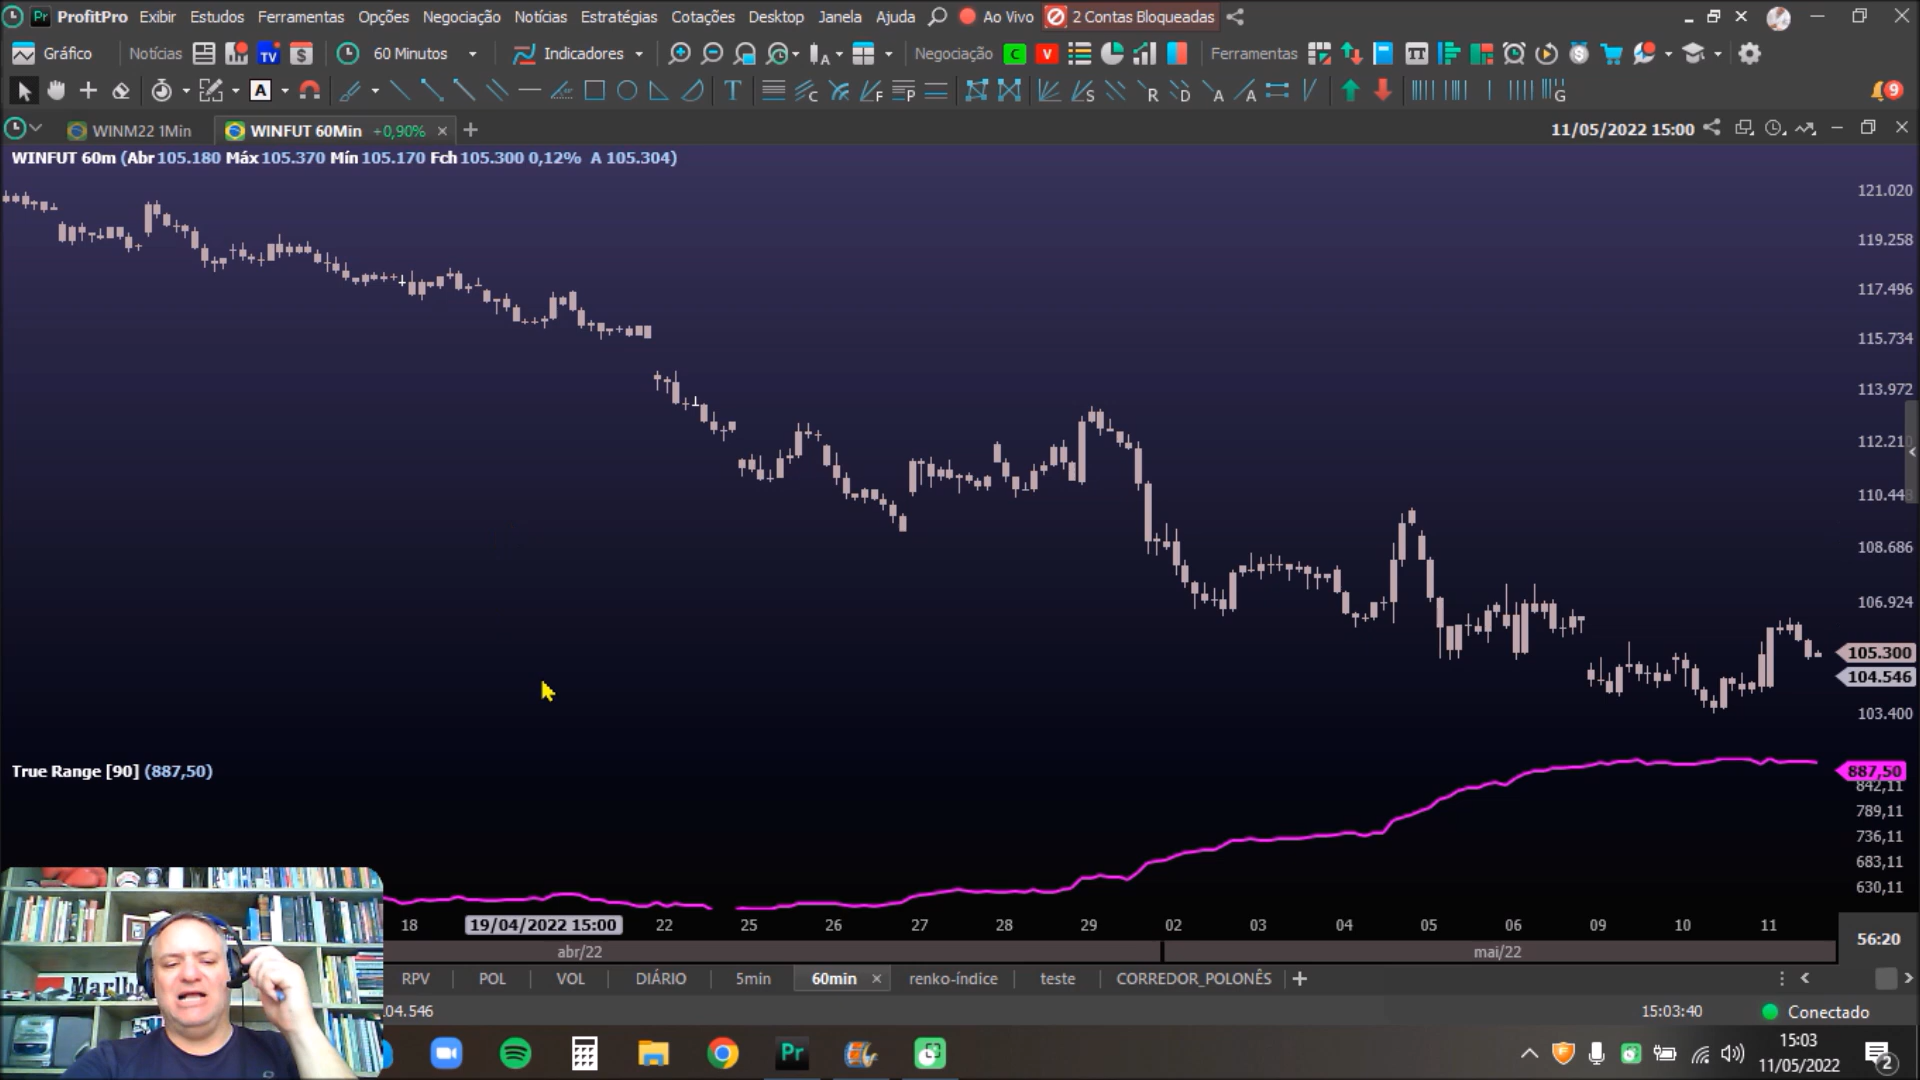 ProfitPro Exibir Estudos Ferramentas Opções Negociação Notícias Estratégias Cotações Desktop Janela Ajuda Ao Vivo 2 Contas Bloqueadas
Gráfico Notícias TV $ 60 Minutos Indicadores Negociação C V Ferramentas
A T 9
WINM22 1Min WINFUT 60Min +0,90% 11/05/2022 15:00
WINFUT 60m (Abr 105.180 Máx 105.370 Mín 105.170 Fch 105.300 0,12% A 105.304)
121.020
119.258
117.496
115.734
113.972
112.210
110.448
108.686
106.924
105.300
104.546
103.400
True Range [90] (887,50)
887,50
842,11
789,11
736,11
683,11
630,11
18 19/04/2022 15:00 22 25 26 27 28 29 02 03 04 05 06 09 10 11
56:20
abr/22 mai/22
RPV POL VOL DIÁRIO 5min 60min renko-índice teste CORREDOR_POLONÊS
04.546 15:03:40 Conectado
Pr
15:03
11/05/2022
2